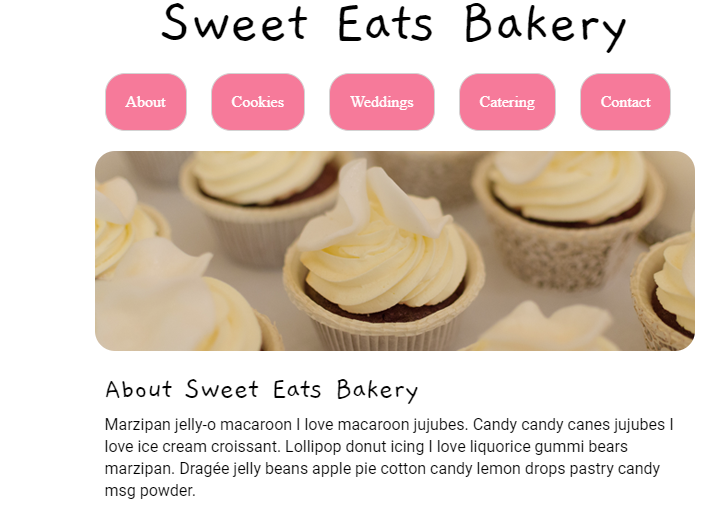 Sweet Eats Bakery
About Cookies Weddings Catering Contact
About Sweet Eats Bakery
Marzipan jelly-o macaroon I love macaroon jujubes. Candy candy canes jujubes I
love ice cream croissant. Lollipop donut icing I love liquorice gummi bears
marzipan. Dragée jelly beans apple pie cotton candy lemon drops pastry candy
msg powder.